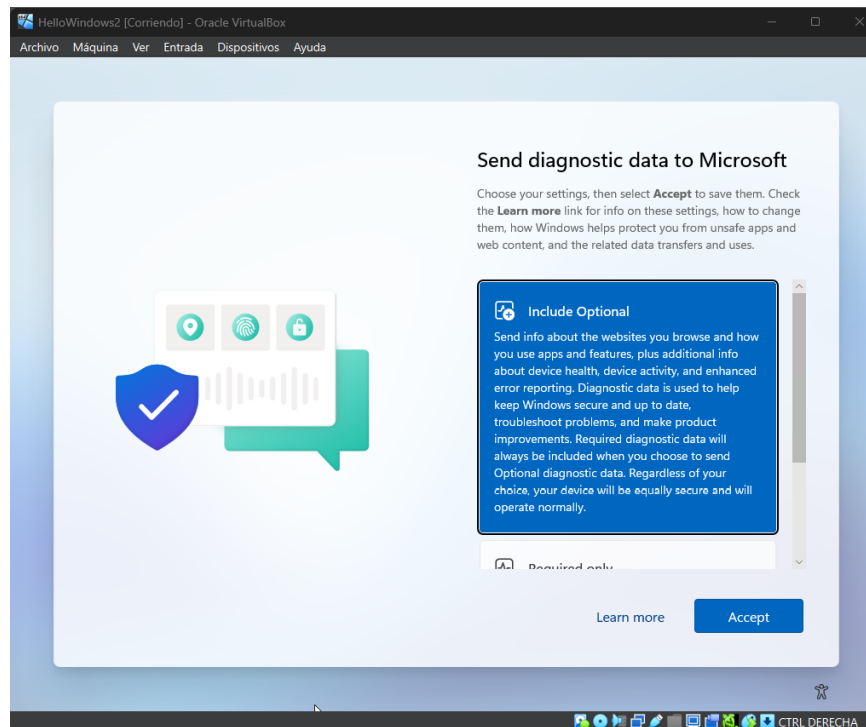 HelloWindows2 [Corriendo] - Oracle VirtualBox
Archivo Máquina Ver Entrada Dispositivos Ayuda
Send diagnostic data to Microsoft
Choose your settings, then select Accept to save them. Check
the Learn more link for info on these settings, how to change
them, how Windows helps protect you from unsafe apps and
web content, and the related data transfers and uses.
Include Optional
Send info about the websites you browse and how
you use apps and features, plus additional info
about device health, device activity, and enhanced
error reporting. Diagnostic data is used to help
keep Windows secure and up to date,
troubleshoot problems, and make product
improvements. Required diagnostic data will
always be included when you choose to send
Optional diagnostic data. Regardless of your
choice, your device will be equally secure and will
operate normally.
Required only
Learn more Accept
CTRL DERECHA